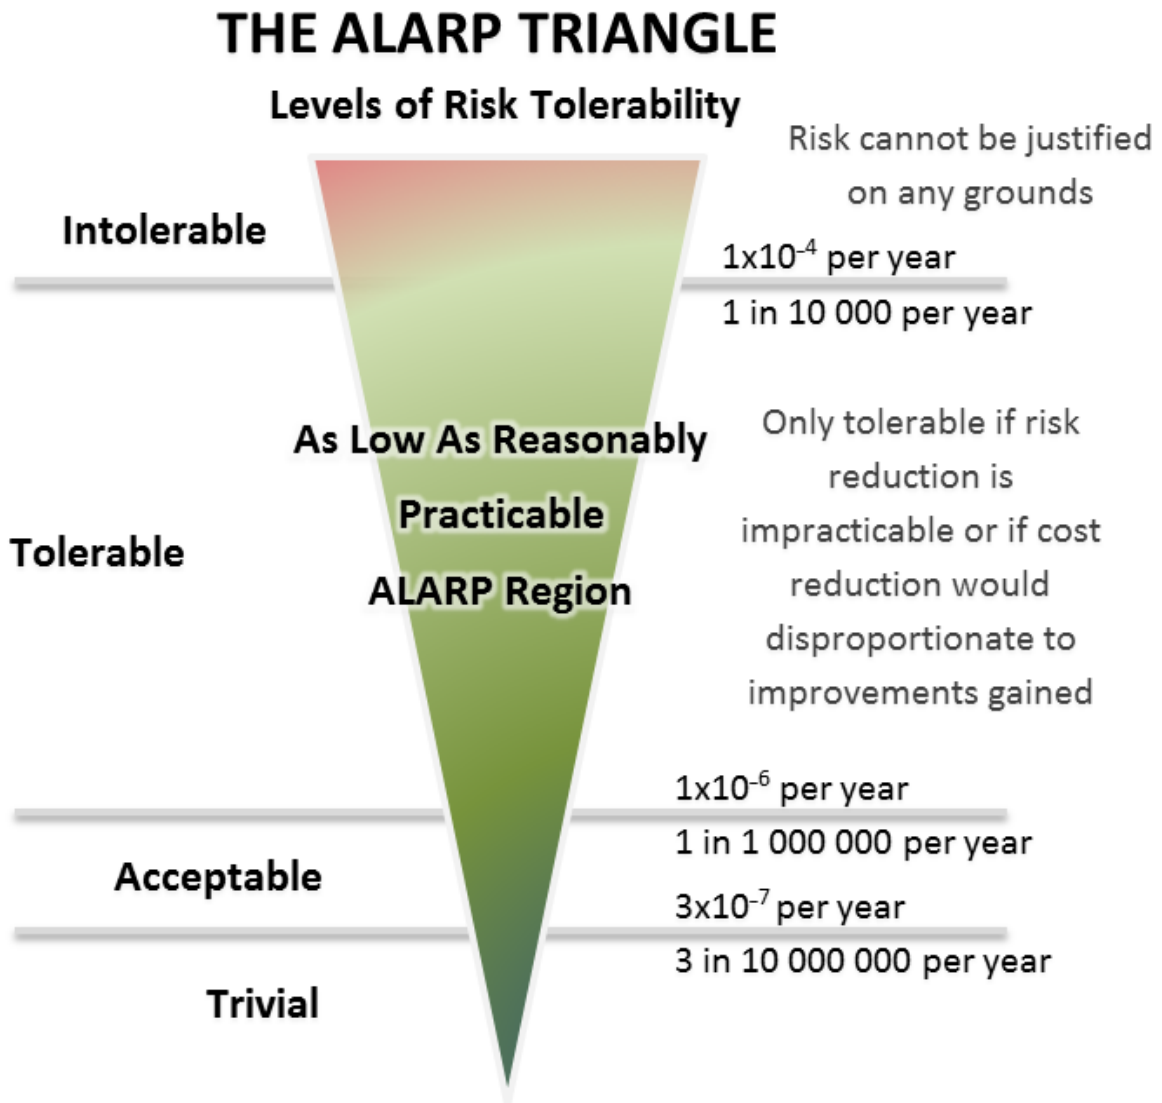 THE ALARP TRIANGLE
Levels of Risk Tolerability
Risk cannot be justified
on any grounds
Intolerable
1x10⁻⁴ per year
1 in 10 000 per year
As Low As Reasonably
Practicable
ALARP Region
Tolerable
Only tolerable if risk
reduction is
impracticable or if cost
reduction would
disproportionate to
improvements gained
1x10⁻⁶ per year
1 in 1 000 000 per year
Acceptable
3x10⁻⁷ per year
3 in 10 000 000 per year
Trivial